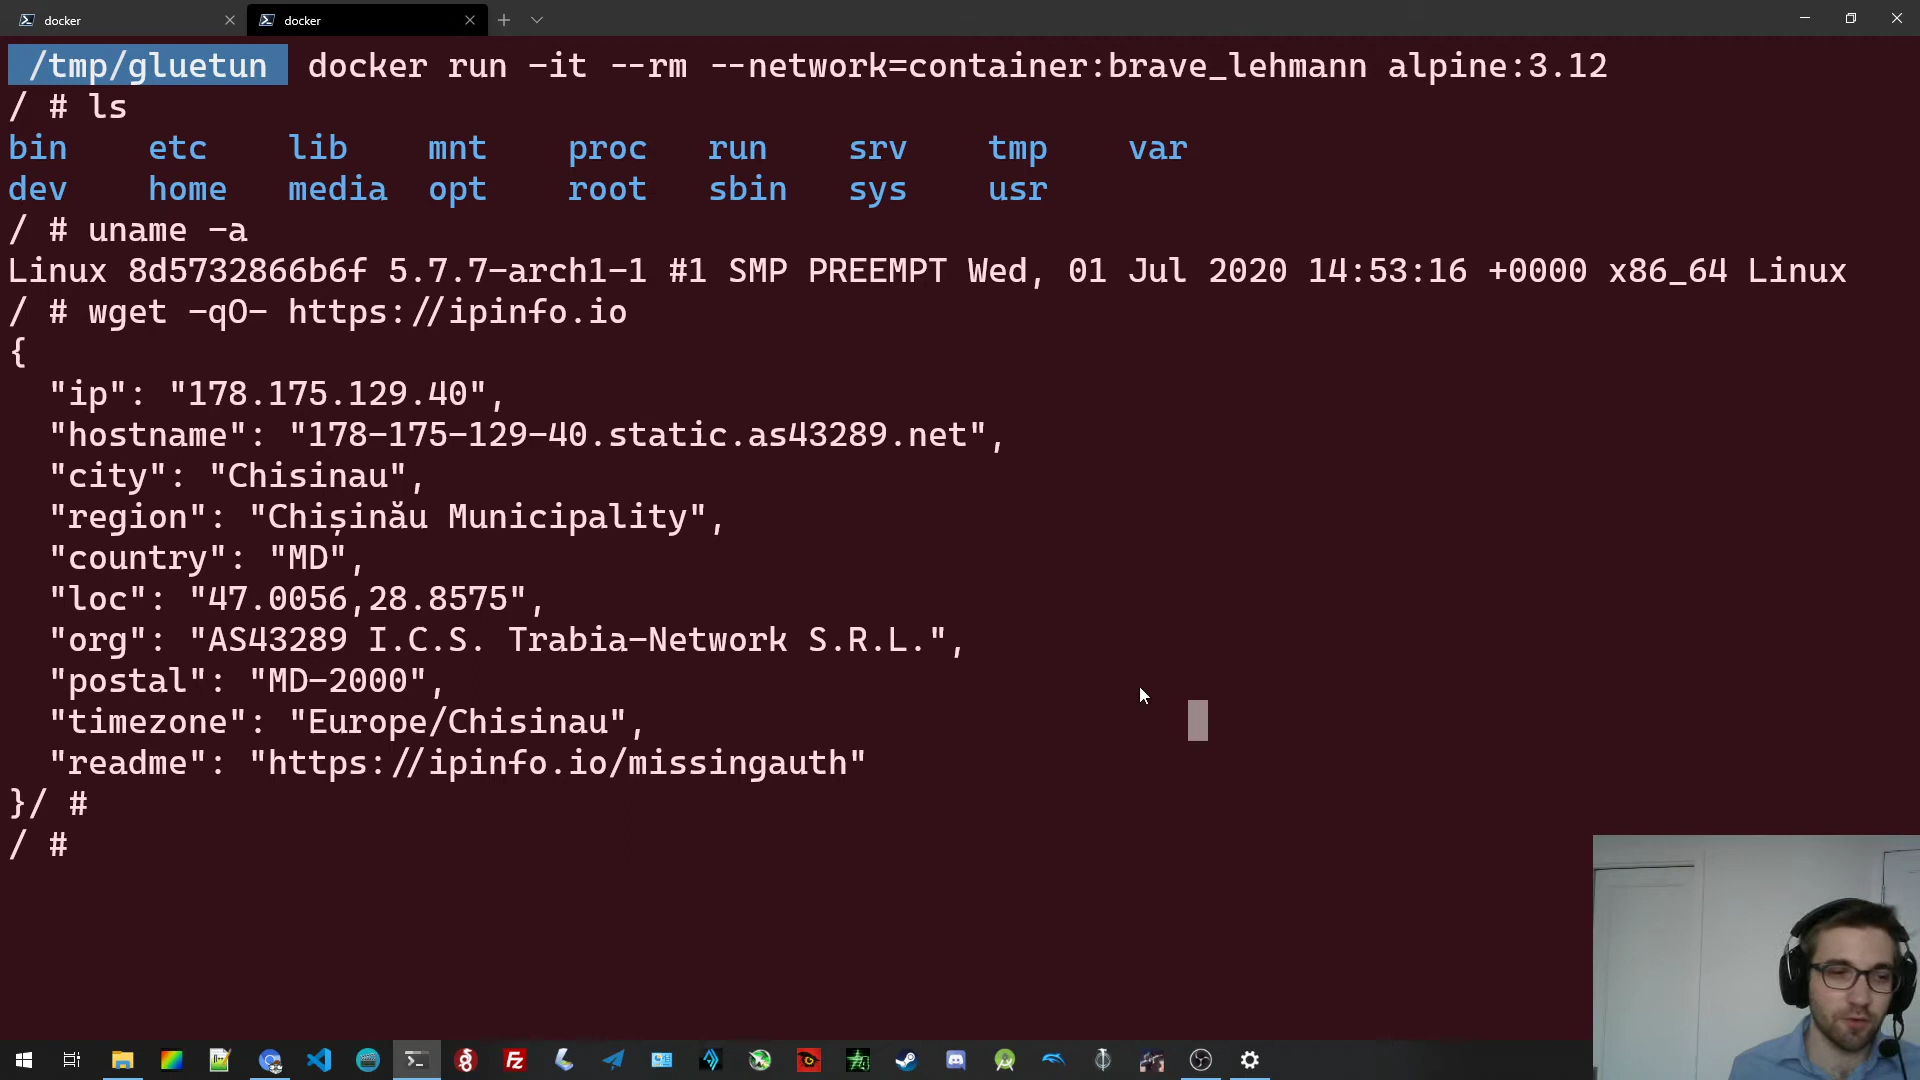 docker docker
/tmp/gluetun docker run -it --rm --network=container:brave_lehmann alpine:3.12
/ # ls
bin etc lib mnt proc run srv tmp var
dev home media opt root sbin sys usr
/ # uname -a
Linux 8d5732866b6f 5.7.7-arch1-1 #1 SMP PREEMPT Wed, 01 Jul 2020 14:53:16 +0000 x86_64 Linux
/ # wget -qO- https://ipinfo.io
{
"ip": "178.175.129.40",
"hostname": "178-175-129-40.static.as43289.net",
"city": "Chisinau",
"region": "Chișinău Municipality",
"country": "MD",
"loc": "47.0056,28.8575",
"org": "AS43289 I.C.S. Trabia-Network S.R.L.",
"postal": "MD-2000",
"timezone": "Europe/Chisinau",
"readme": "https://ipinfo.io/missingauth"
}/ #
/ #